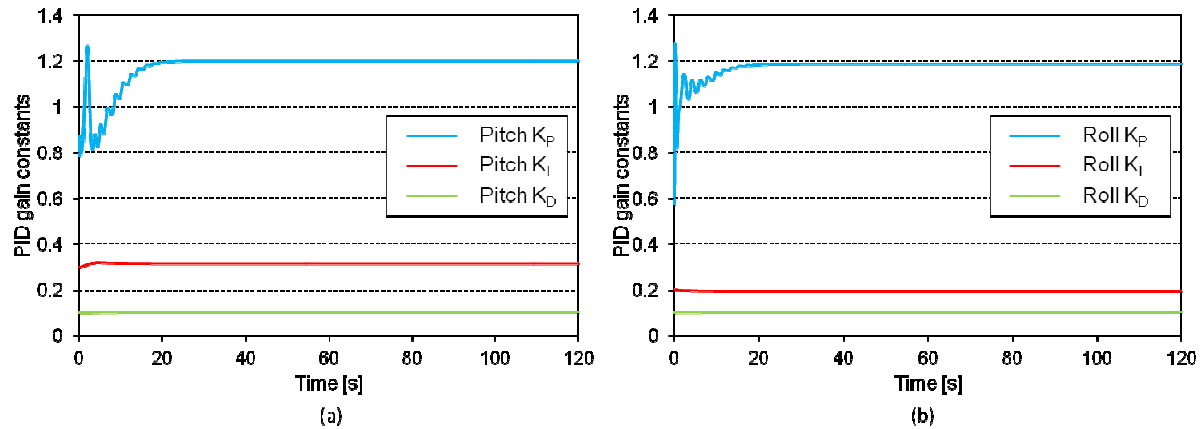 PID gain constants
1.4
1.2
1
0.8
0.6
0.4
0.2
0
Pitch KP
Pitch KI
Pitch KD
0 20 40 60 80 100 120
Time [s]
(a)
PID gain constants
1.4
1.2
1
0.8
0.6
0.4
0.2
0
Roll KP
Roll KI
Roll KD
0 20 40 60 80 100 120
Time [s]
(b)